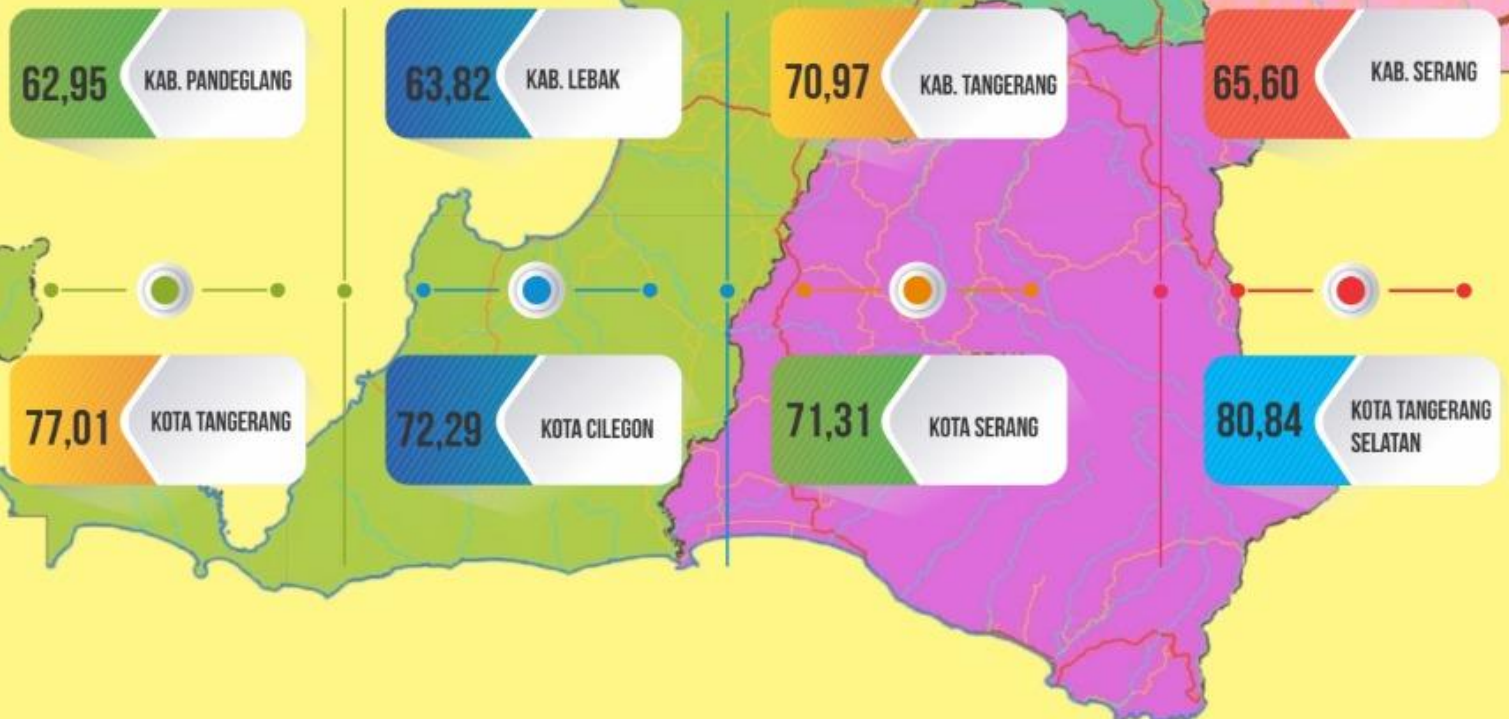 62,95
KAB. PANDEGLANG
63,82
KAB. LEBAK
70,97
KAB. TANGERANG
65,60
KAB. SERANG
77,01
KOTA TANGERANG
72,29
KOTA CILEGON
71,31
KOTA SERANG
80,84
KOTA TANGERANG
SELATAN